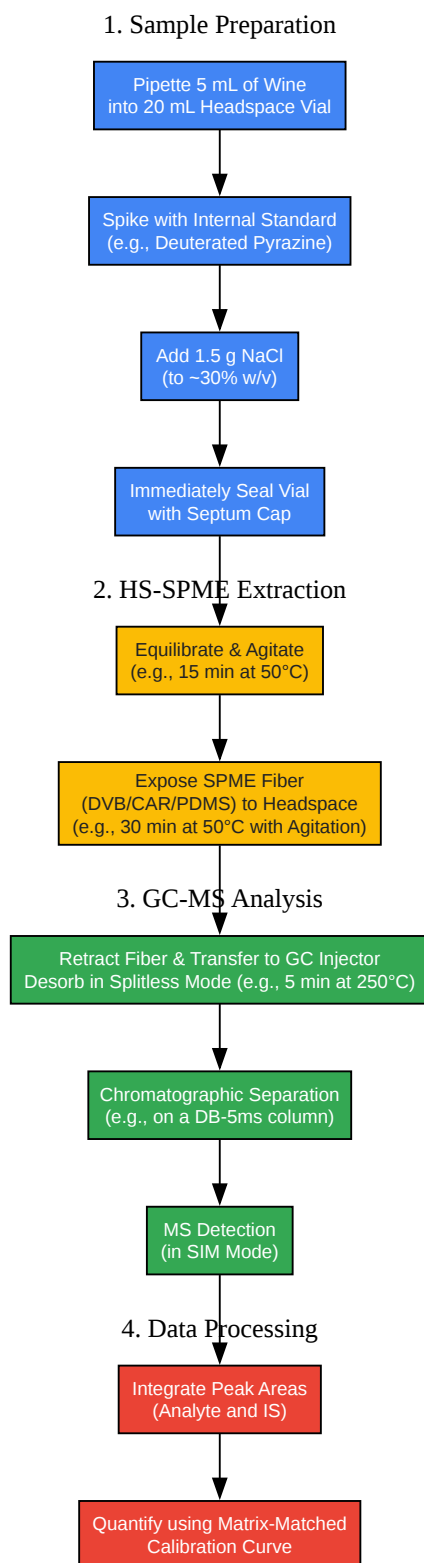 1. Sample Preparation
Pipette 5 mL of Wine
into 20 mL Headspace Vial
Spike with Internal Standard
(e.g., Deuterated Pyrazine)
Add 1.5 g NaCl
(to ~30% w/v)
Immediately Seal Vial
with Septum Cap
2. HS-SPME Extraction
Equilibrate & Agitate
(e.g., 15 min at 50°C)
Expose SPME Fiber
(DVB/CAR/PDMS) to Headspace
(e.g., 30 min at 50°C with Agitation)
3. GC-MS Analysis
Retract Fiber & Transfer to GC Injector
Desorb in Splitless Mode (e.g., 5 min at 250°C)
Chromatographic Separation
(e.g., on a DB-5ms column)
MS Detection
(in SIM Mode)
4. Data Processing
Integrate Peak Areas
(Analyte and IS)
Quantify using Matrix-Matched
Calibration Curve